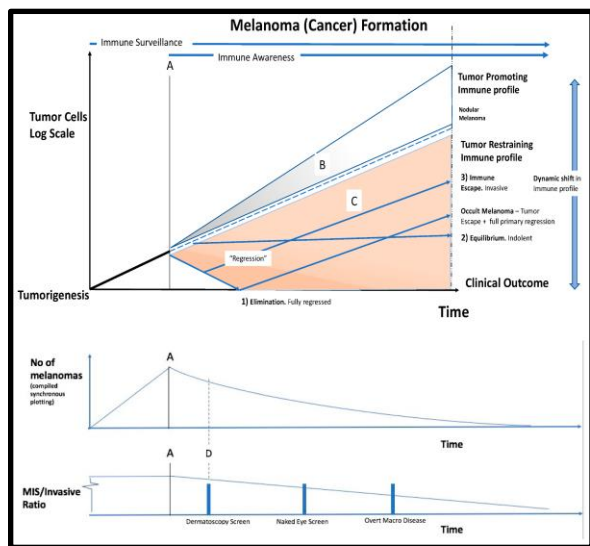 Melanoma (Cancer) Formation
Immune Surveillance
Immune Awareness
A
Tumor Cells
Log Scale
Tumor Promoting
Immune profile
Nodular
Melanoma
B
Tumor Restraining
Immune profile
C
3) Immune
Escape. Invasive
Dynamic shift in
Immune profile
Occult Melanoma – Tumor
Escape + full primary regression
2) Equilibrium. Indolent
"Regression"
Tumorigenesis
1) Elimination. Fully regressed
Clinical Outcome
Time
No of
melanomas
(compiled
synchronous
plotting)
A
Time
A
D
MIS/Invasive
Ratio
Dermatoscopy Screen
Naked Eye Screen
Overt Macro Disease
Time